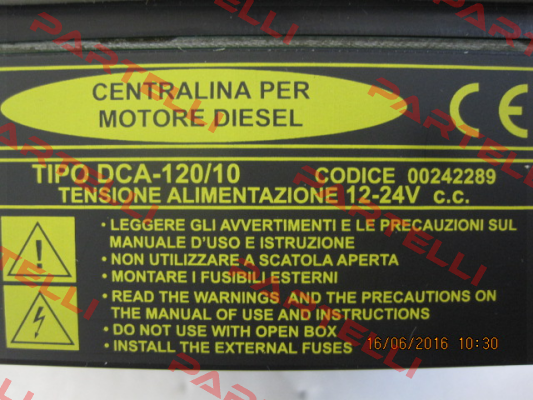 CENTRALINA PER
MOTORE DIESEL
CE
TIPO DCA-120/10 CODICE 00242289
TENSIONE ALIMENTAZIONE 12-24V C.C.
• LEGGERE GLI AVVERTIMENTI E LE PRECAUZIONI SUL
MANUALE D'USO E ISTRUZIONE
• NON UTILIZZARE A SCATOLA APERTA
• MONTARE I FUSIBILI ESTERNI
• READ THE WARNINGS AND THE PRECAUTIONS ON
THE MANUAL OF USE AND INSTRUCTIONS
• DO NOT USE WITH OPEN BOX
• INSTALL THE EXTERNAL FUSES
16/06/2016 10:30
PARTELLI
PARTELLI
PARTELLI
PARTELLI
PARTELLI
PARTELLI